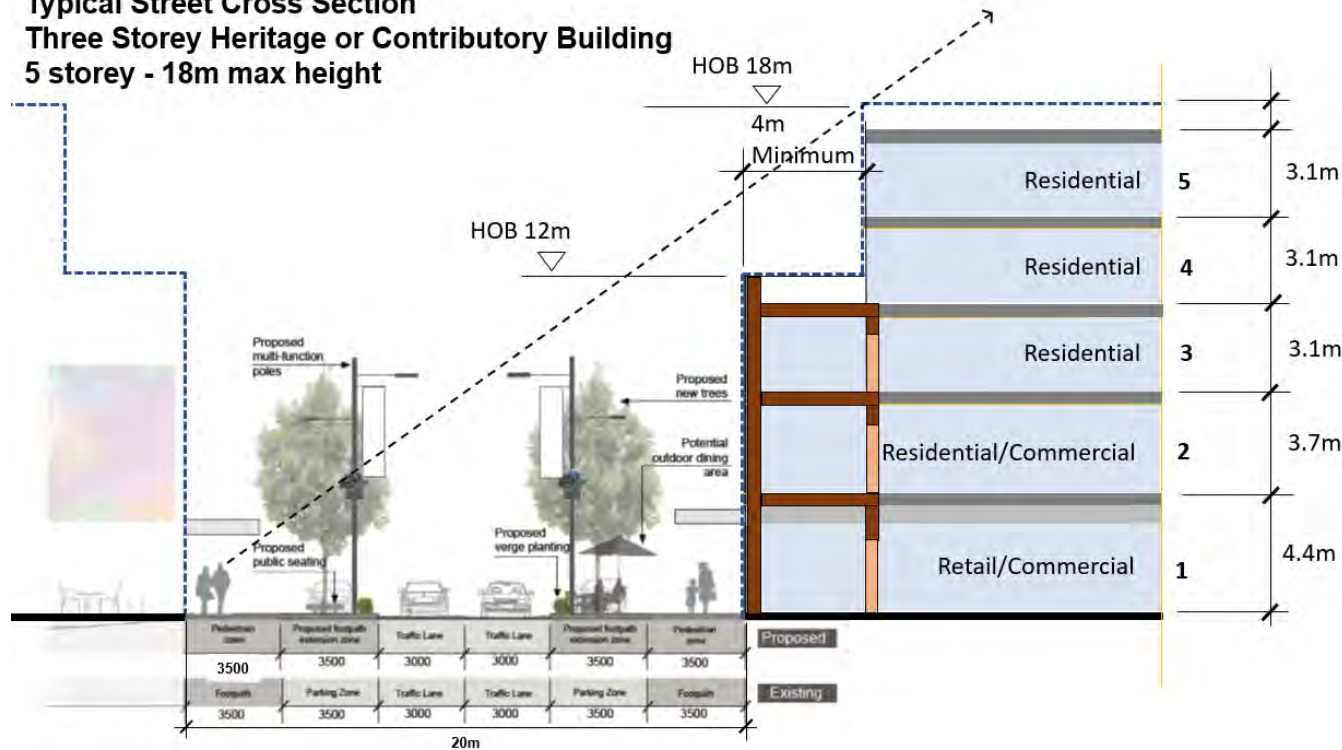 Typical Street Cross Section
Three Storey Heritage or Contributory Building
5 storey - 18m max height
HOB 18m
4m
Minimum
HOB 12m
Residential 5 3.1m
Residential 4 3.1m
Residential 3 3.1m
Residential/Commercial 2 3.7m
Retail/Commercial 1 4.4m
Proposed
multi-function
poles
Proposed
new trees
Potential
outdoor dining
area
Proposed
public seating
Proposed
verge planting
Pedestrian
zone
Proposed footpath
extension zone
Traffic Lane
Traffic Lane
Proposed footpath
extension zone
Pedestrian
zone
Proposed
3500 3500 3000 3000 3500 3500
Footpath Parking Zone Traffic Lane Traffic Lane Parking Zone Footpath Existing
3500 3500 3000 3000 3500 3500
20m